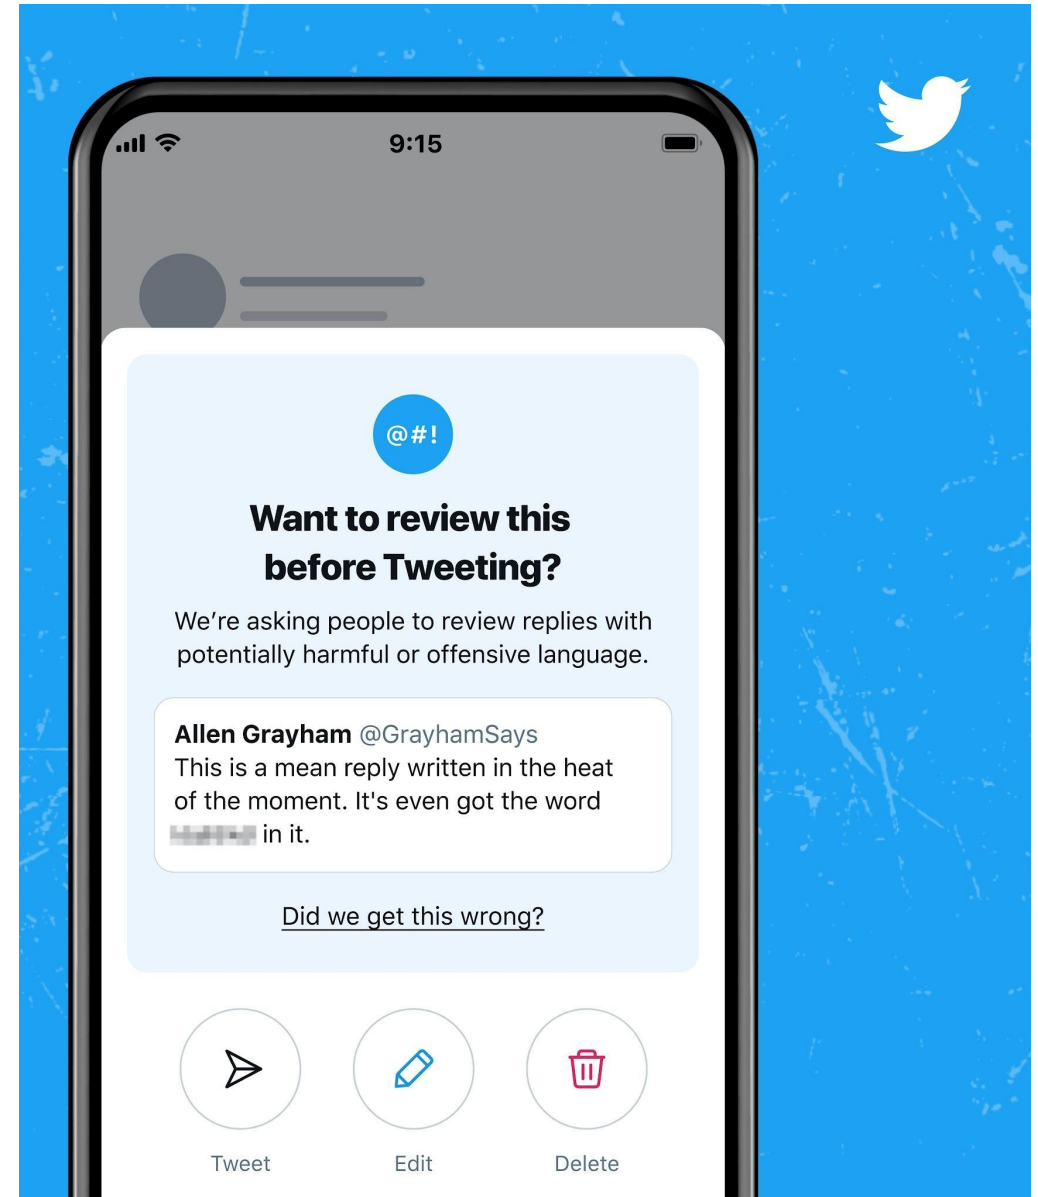 9:15
@#!
Want to review this
before Tweeting?
We’re asking people to review replies with
potentially harmful or offensive language.
Allen Grayham @GrayhamSays
This is a mean reply written in the heat
of the moment. It's even got the word
in it.
Did we get this wrong?
Tweet Edit Delete